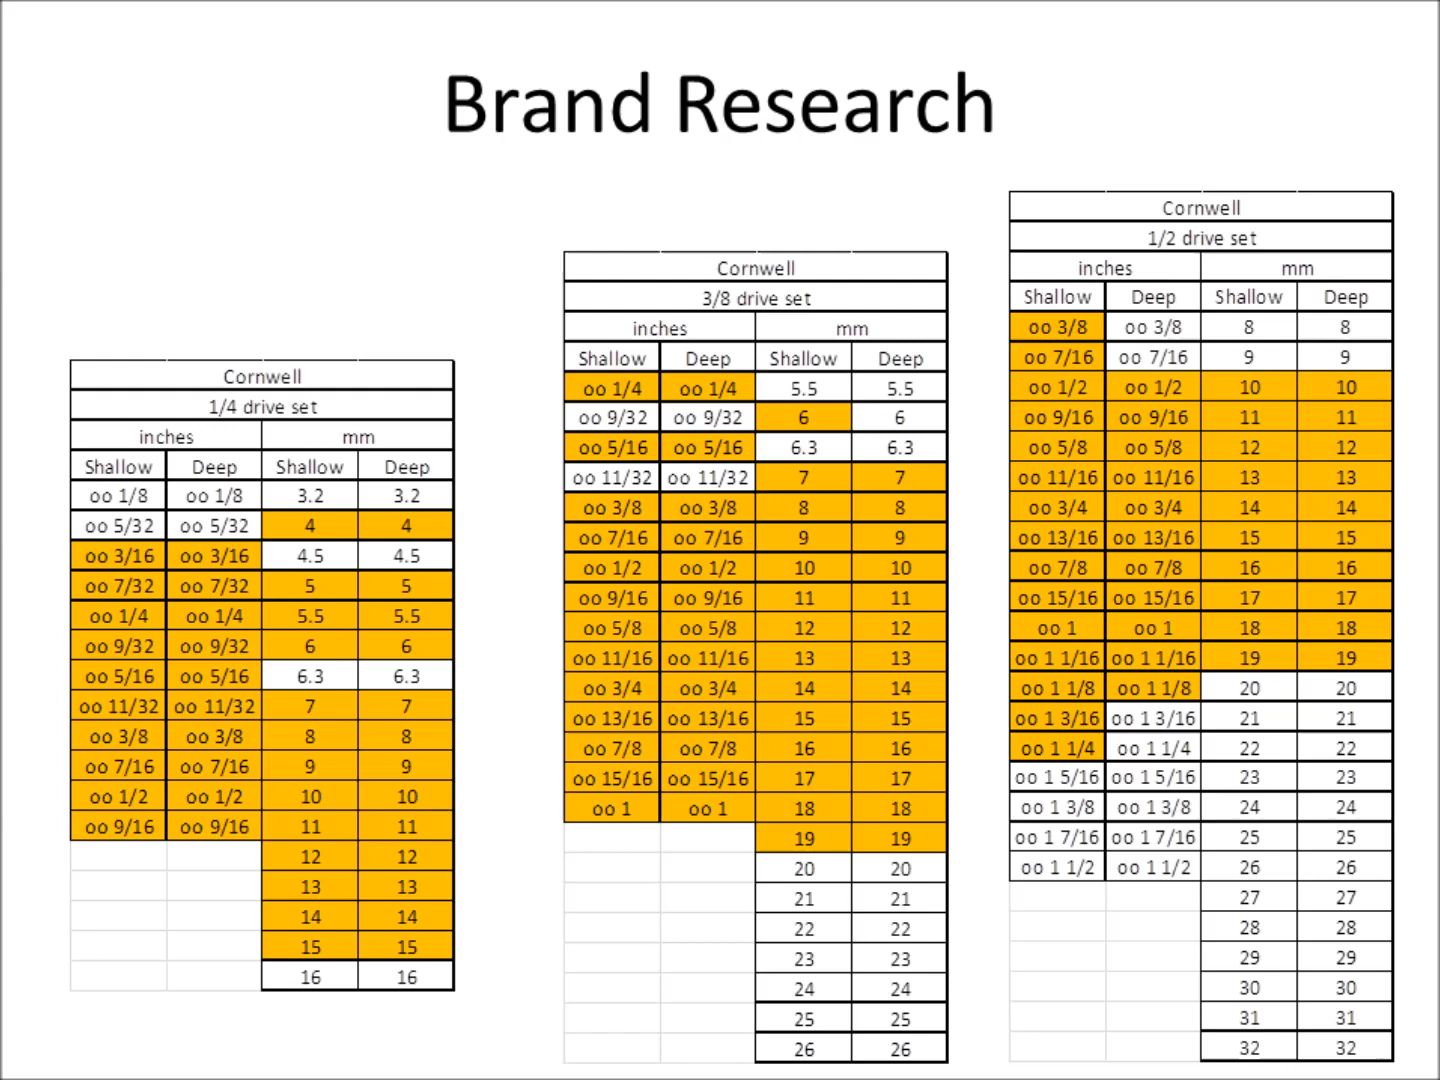 Brand Research
Cornwell
1/4 drive set
inches mm
Shallow Deep Shallow Deep
oo 1/8 oo 1/8 3.2 3.2
oo 5/32 oo 5/32 4 4
oo 3/16 oo 3/16 4.5 4.5
oo 7/32 oo 7/32 5 5
oo 1/4 oo 1/4 5.5 5.5
oo 9/32 oo 9/32 6 6
oo 5/16 oo 5/16 6.3 6.3
oo 11/32 oo 11/32 7 7
oo 3/8 oo 3/8 8 8
oo 7/16 oo 7/16 9 9
oo 1/2 oo 1/2 10 10
oo 9/16 oo 9/16 11 11
12 12
13 13
14 14
15 15
16 16
Cornwell
3/8 drive set
inches mm
Shallow Deep Shallow Deep
oo 1/4 oo 1/4 5.5 5.5
oo 9/32 oo 9/32 6 6
oo 5/16 oo 5/16 6.3 6.3
oo 11/32 oo 11/32 7 7
oo 3/8 oo 3/8 8 8
oo 7/16 oo 7/16 9 9
oo 1/2 oo 1/2 10 10
oo 9/16 oo 9/16 11 11
oo 5/8 oo 5/8 12 12
oo 11/16 oo 11/16 13 13
oo 3/4 oo 3/4 14 14
oo 13/16 oo 13/16 15 15
oo 7/8 oo 7/8 16 16
oo 15/16 oo 15/16 17 17
oo 1 oo 1 18 18
19 19
20 20
21 21
22 22
23 23
24 24
25 25
26 26
Cornwell
1/2 drive set
inches mm
Shallow Deep Shallow Deep
oo 3/8 oo 3/8 8 8
oo 7/16 oo 7/16 9 9
oo 1/2 oo 1/2 10 10
oo 9/16 oo 9/16 11 11
oo 5/8 oo 5/8 12 12
oo 11/16 oo 11/16 13 13
oo 3/4 oo 3/4 14 14
oo 13/16 oo 13/16 15 15
oo 7/8 oo 7/8 16 16
oo 15/16 oo 15/16 17 17
oo 1 oo 1 18 18
oo 1 1/16 oo 1 1/16 19 19
oo 1 1/8 oo 1 1/8 20 20
oo 1 3/16 oo 1 3/16 21 21
oo 1 1/4 oo 1 1/4 22 22
oo 1 5/16 oo 1 5/16 23 23
oo 1 3/8 oo 1 3/8 24 24
oo 1 7/16 oo 1 7/16 25 25
oo 1 1/2 oo 1 1/2 26 26
27 27
28 28
29 29
30 30
31 31
32 32